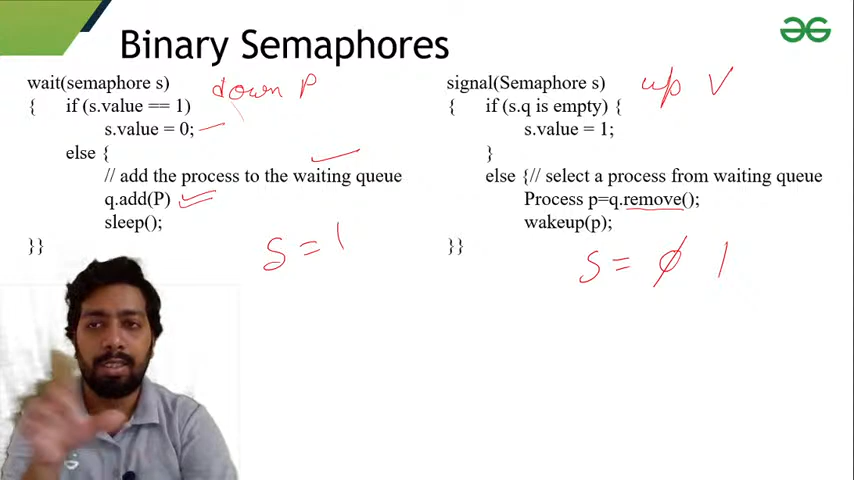 Binary Semaphores
wait(semaphore s)
{ if (s.value == 1)
s.value = 0;
else {
// add the process to the waiting queue
q.add(P)
sleep();
}}
down P
S = 1
signal(Semaphore s)
{ if (s.q is empty) {
s.value = 1;
}
else {// select a process from waiting queue
Process p=q.remove();
wakeup(p);
}}
up V
S = 0 1